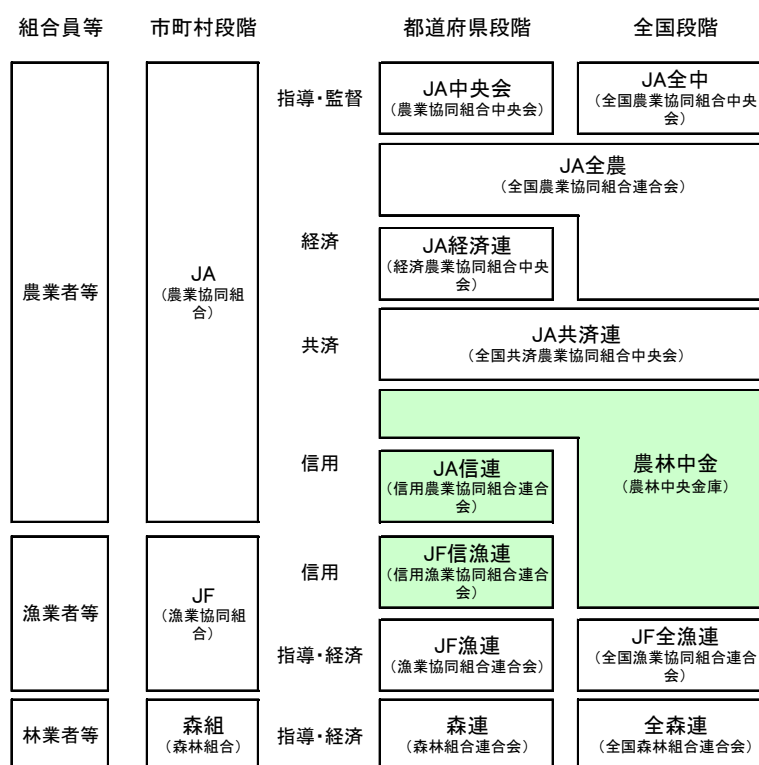 組合員等 市町村段階 都道府県段階 全国段階
指導・監督
JA中央会
（農業協同組合中央会）
JA全中
（全国農業協同組合中央
会）
JA全農
（全国農業協同組合連合会）
経済
JA経済連
（経済農業協同組合中央
会）
農業者等
JA
（農業協同組
合）
共済
JA共済連
（全国共済農業協同組合中央会）
信用
JA信連
（信用農業協同組合連合
会）
農林中金
（農林中央金庫）
信用
JF信漁連
（信用漁業協同組合連合
会）
漁業者等
JF
（漁業協同組
合）
指導・経済
JF漁連
（漁業協同組合連合会）
JF全漁連
（全国漁業協同組合連合
会）
林業者等
森組
（森林組合）
指導・経済
森連
（森林組合連合会）
全森連
（全国森林組合連合会）